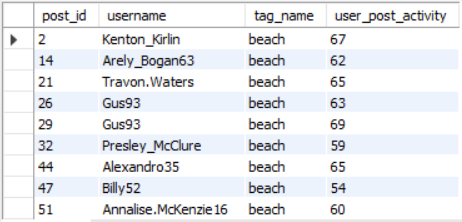 post_id username tag_name user_post_activity
2 Kenton_Kirlin beach 67
14 Arely_Bogan63 beach 62
21 Travon.Waters beach 65
26 Gus93 beach 63
29 Gus93 beach 69
32 Presley_McClure beach 59
44 Alexandro35 beach 65
47 Billy52 beach 54
51 Annalise.McKenzie16 beach 60